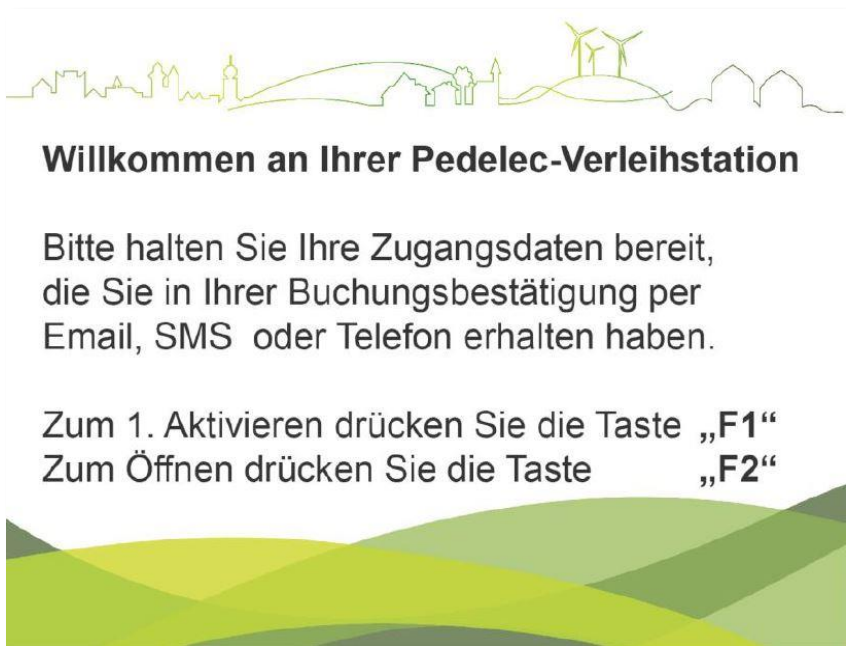 Willkommen an Ihrer Pedelec-Verleihstation
Bitte halten Sie Ihre Zugangsdaten bereit,
die Sie in Ihrer Buchungsbestätigung per
Email, SMS  oder Telefon erhalten haben.
Zum 1. Aktivieren drücken Sie die Taste „F1“
Zum Öffnen drücken Sie die Taste „F2“